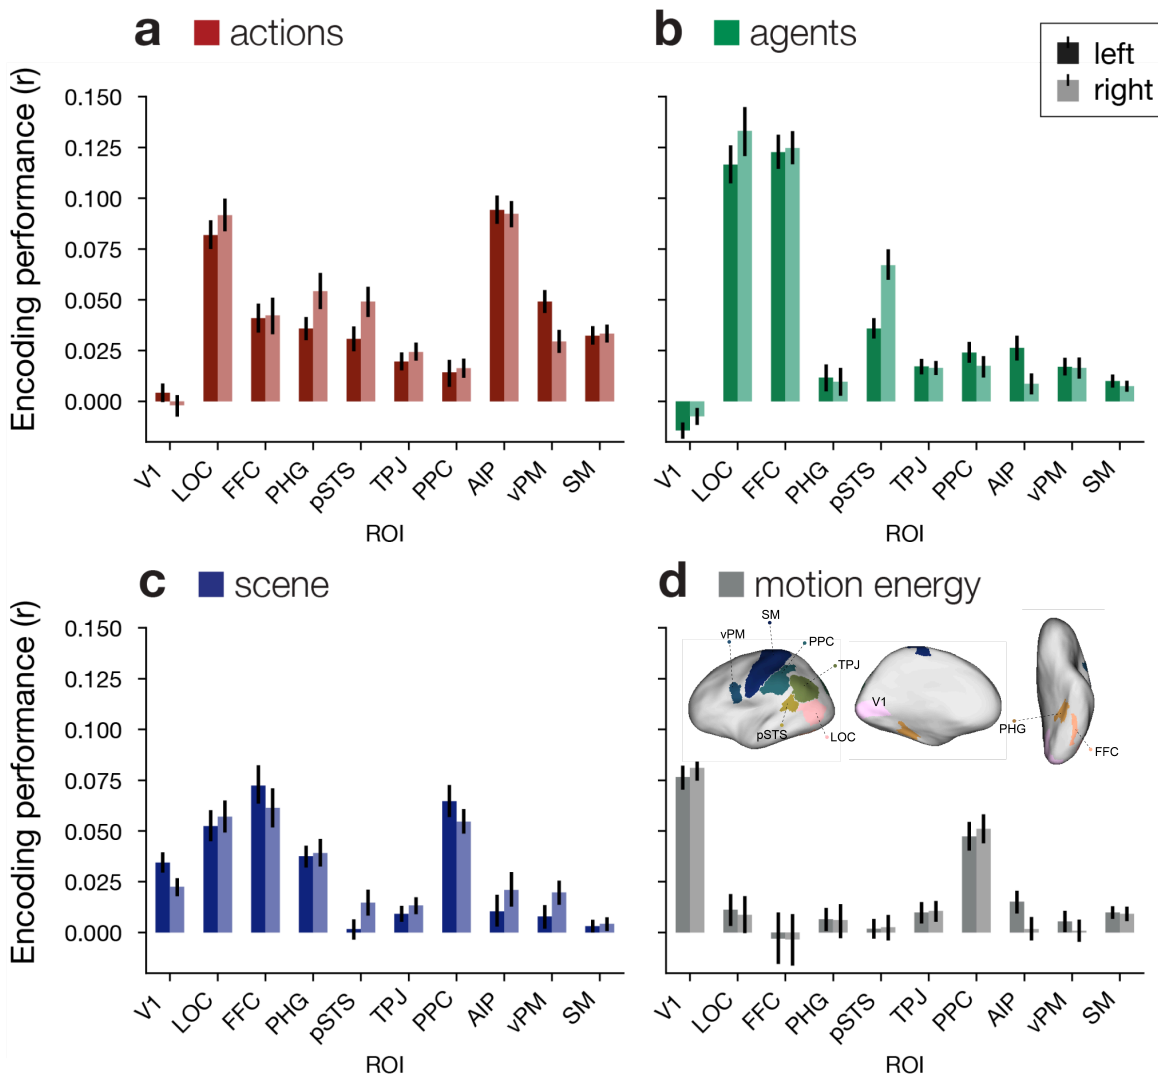 a actions
b agents
left
right
Encoding performance (r)
0.150
0.125
0.100
0.075
0.050
0.025
0.000
V1 LOC FFC PHG pSTS TPJ PPC AIP vPM SM
ROI
V1 LOC FFC PHG pSTS TPJ PPC AIP vPM SM
ROI
c scene
d motion energy
Encoding performance (r)
0.150
0.125
0.100
0.075
0.050
0.025
0.000
SM
vPM
PPC
TPJ
pSTS
LOC
V1
PHG
FFC
V1 LOC FFC PHG pSTS TPJ PPC AIP vPM SM
ROI
V1 LOC FFC PHG pSTS TPJ PPC AIP vPM SM
ROI